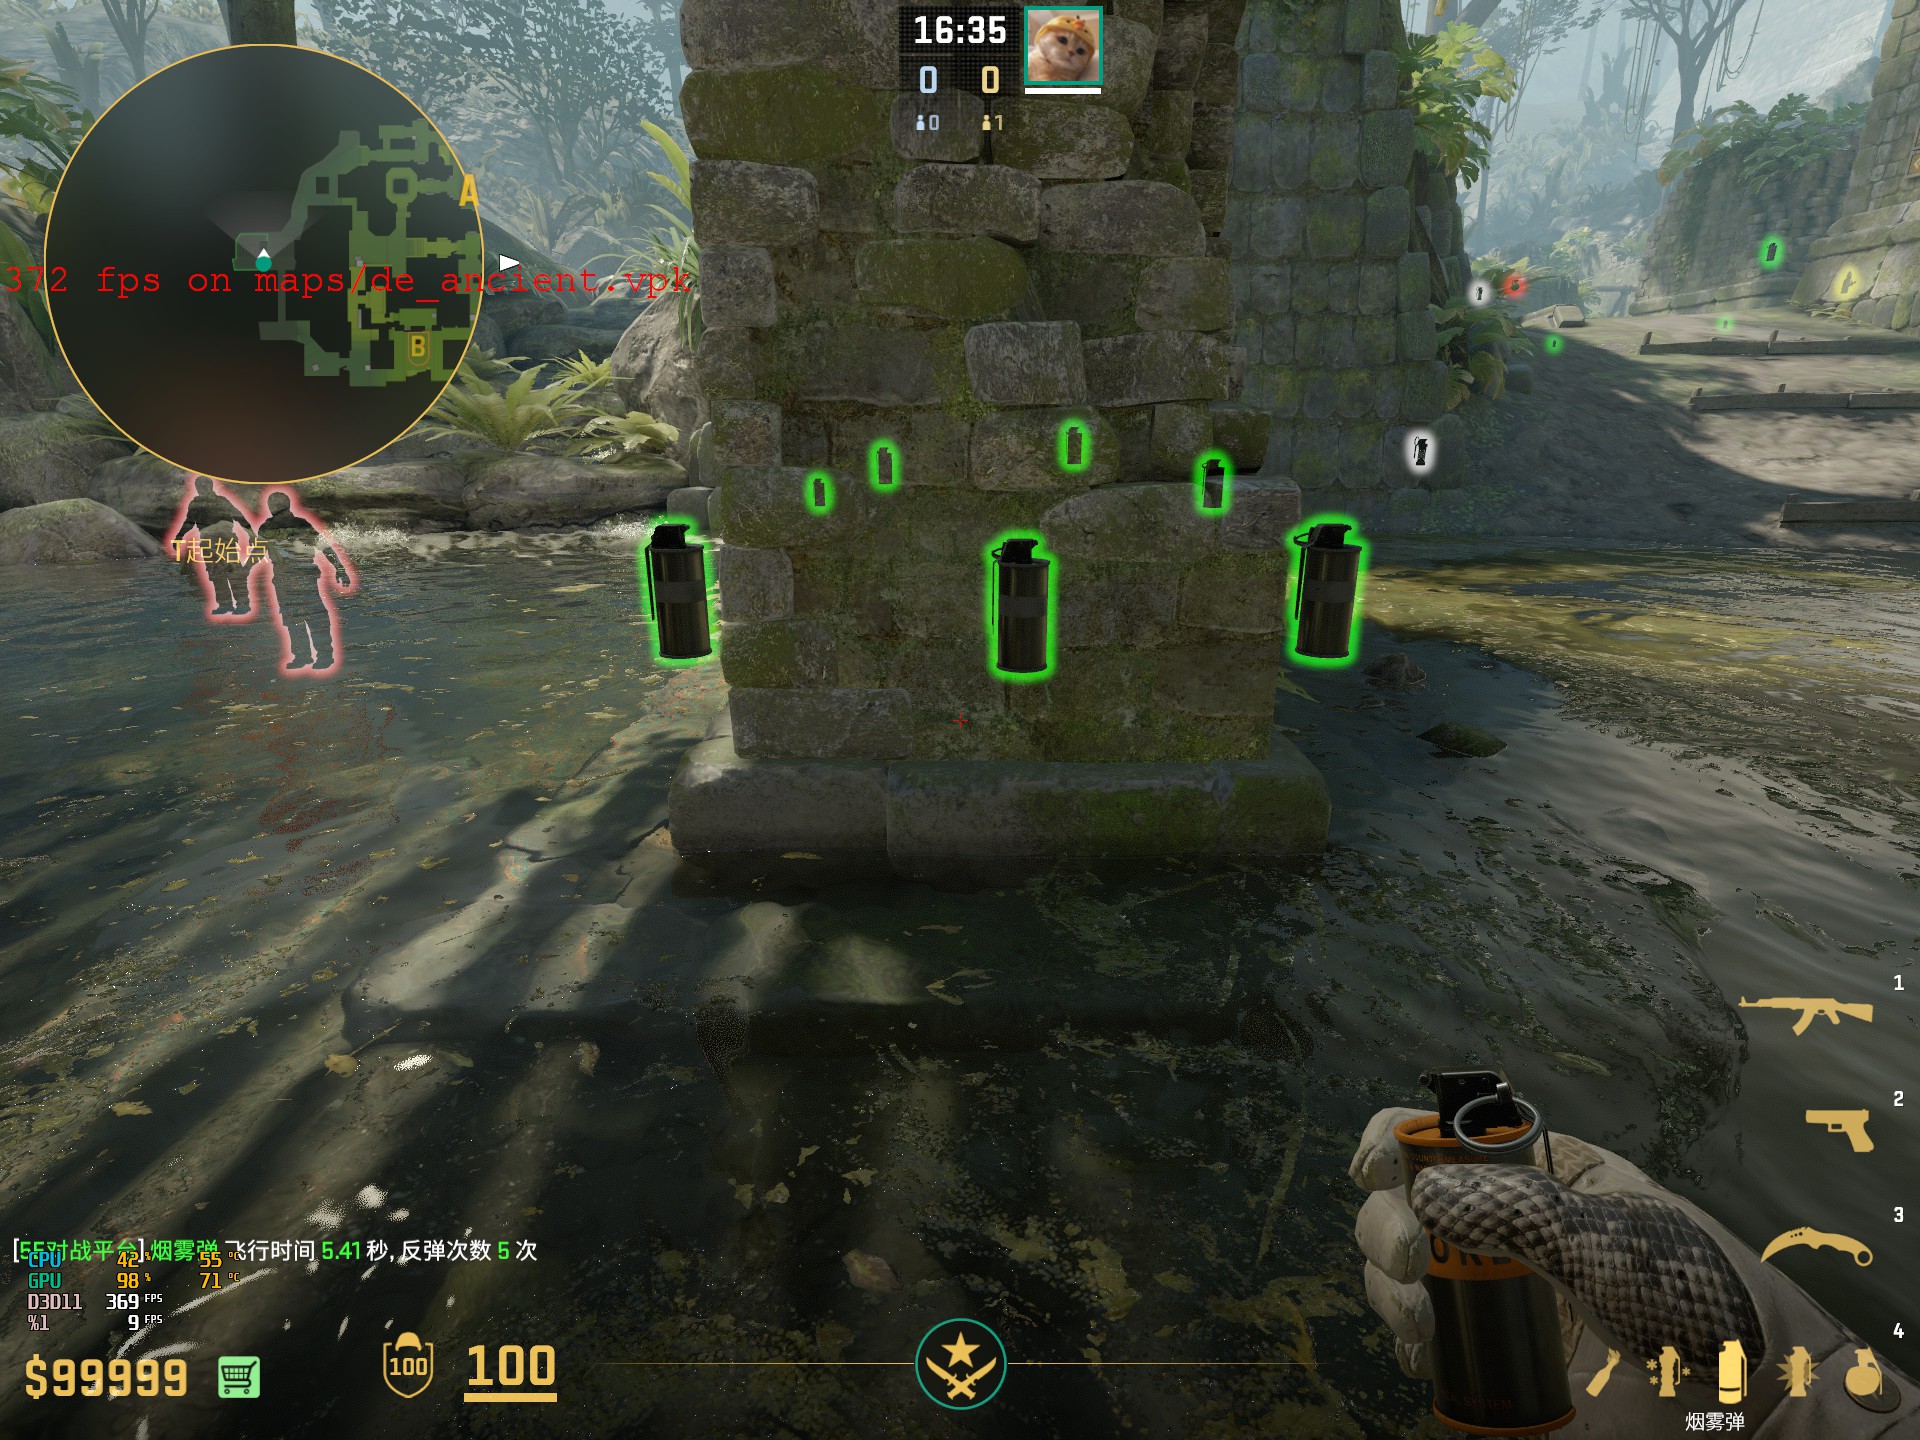 16:35
0 0
0 1
A
372 fps on maps/de_ancient.vpk
B
T起始点
1
2
3
[5E对战平台] 烟雾弹 飞行时间 5.41 秒, 反弹次数 5 次
CPU 42 % 55 °C
GPU 98 % 71 °C
D3D11 369 FPS
%1 9 FPS
4
$99999
100
100
烟雾弹